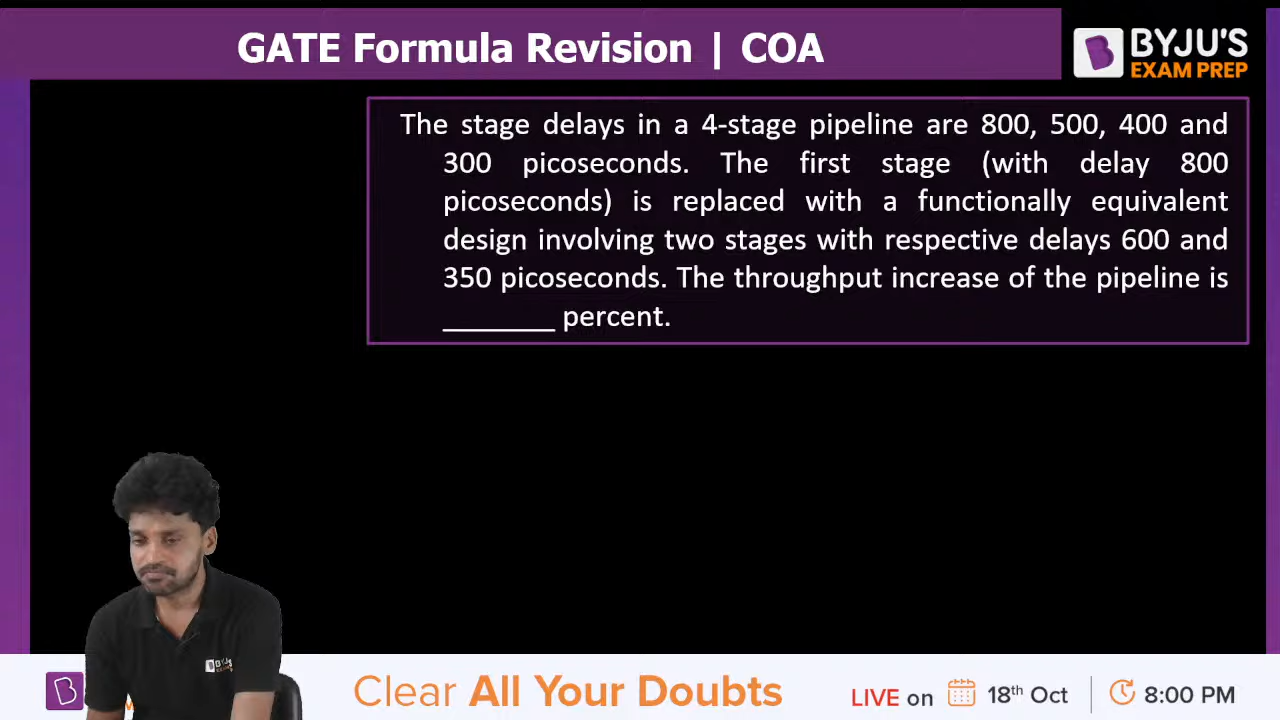 GATE Formula Revision | COA
BYJU'S
EXAM PREP
The stage delays in a 4-stage pipeline are 800, 500, 400 and
300 picoseconds. The first stage (with delay 800
picoseconds) is replaced with a functionally equivalent
design involving two stages with respective delays 600 and
350 picoseconds. The throughput increase of the pipeline is
_______ percent.
BYJU'S
Clear All Your Doubts
LIVE on
18th Oct
8:00 PM